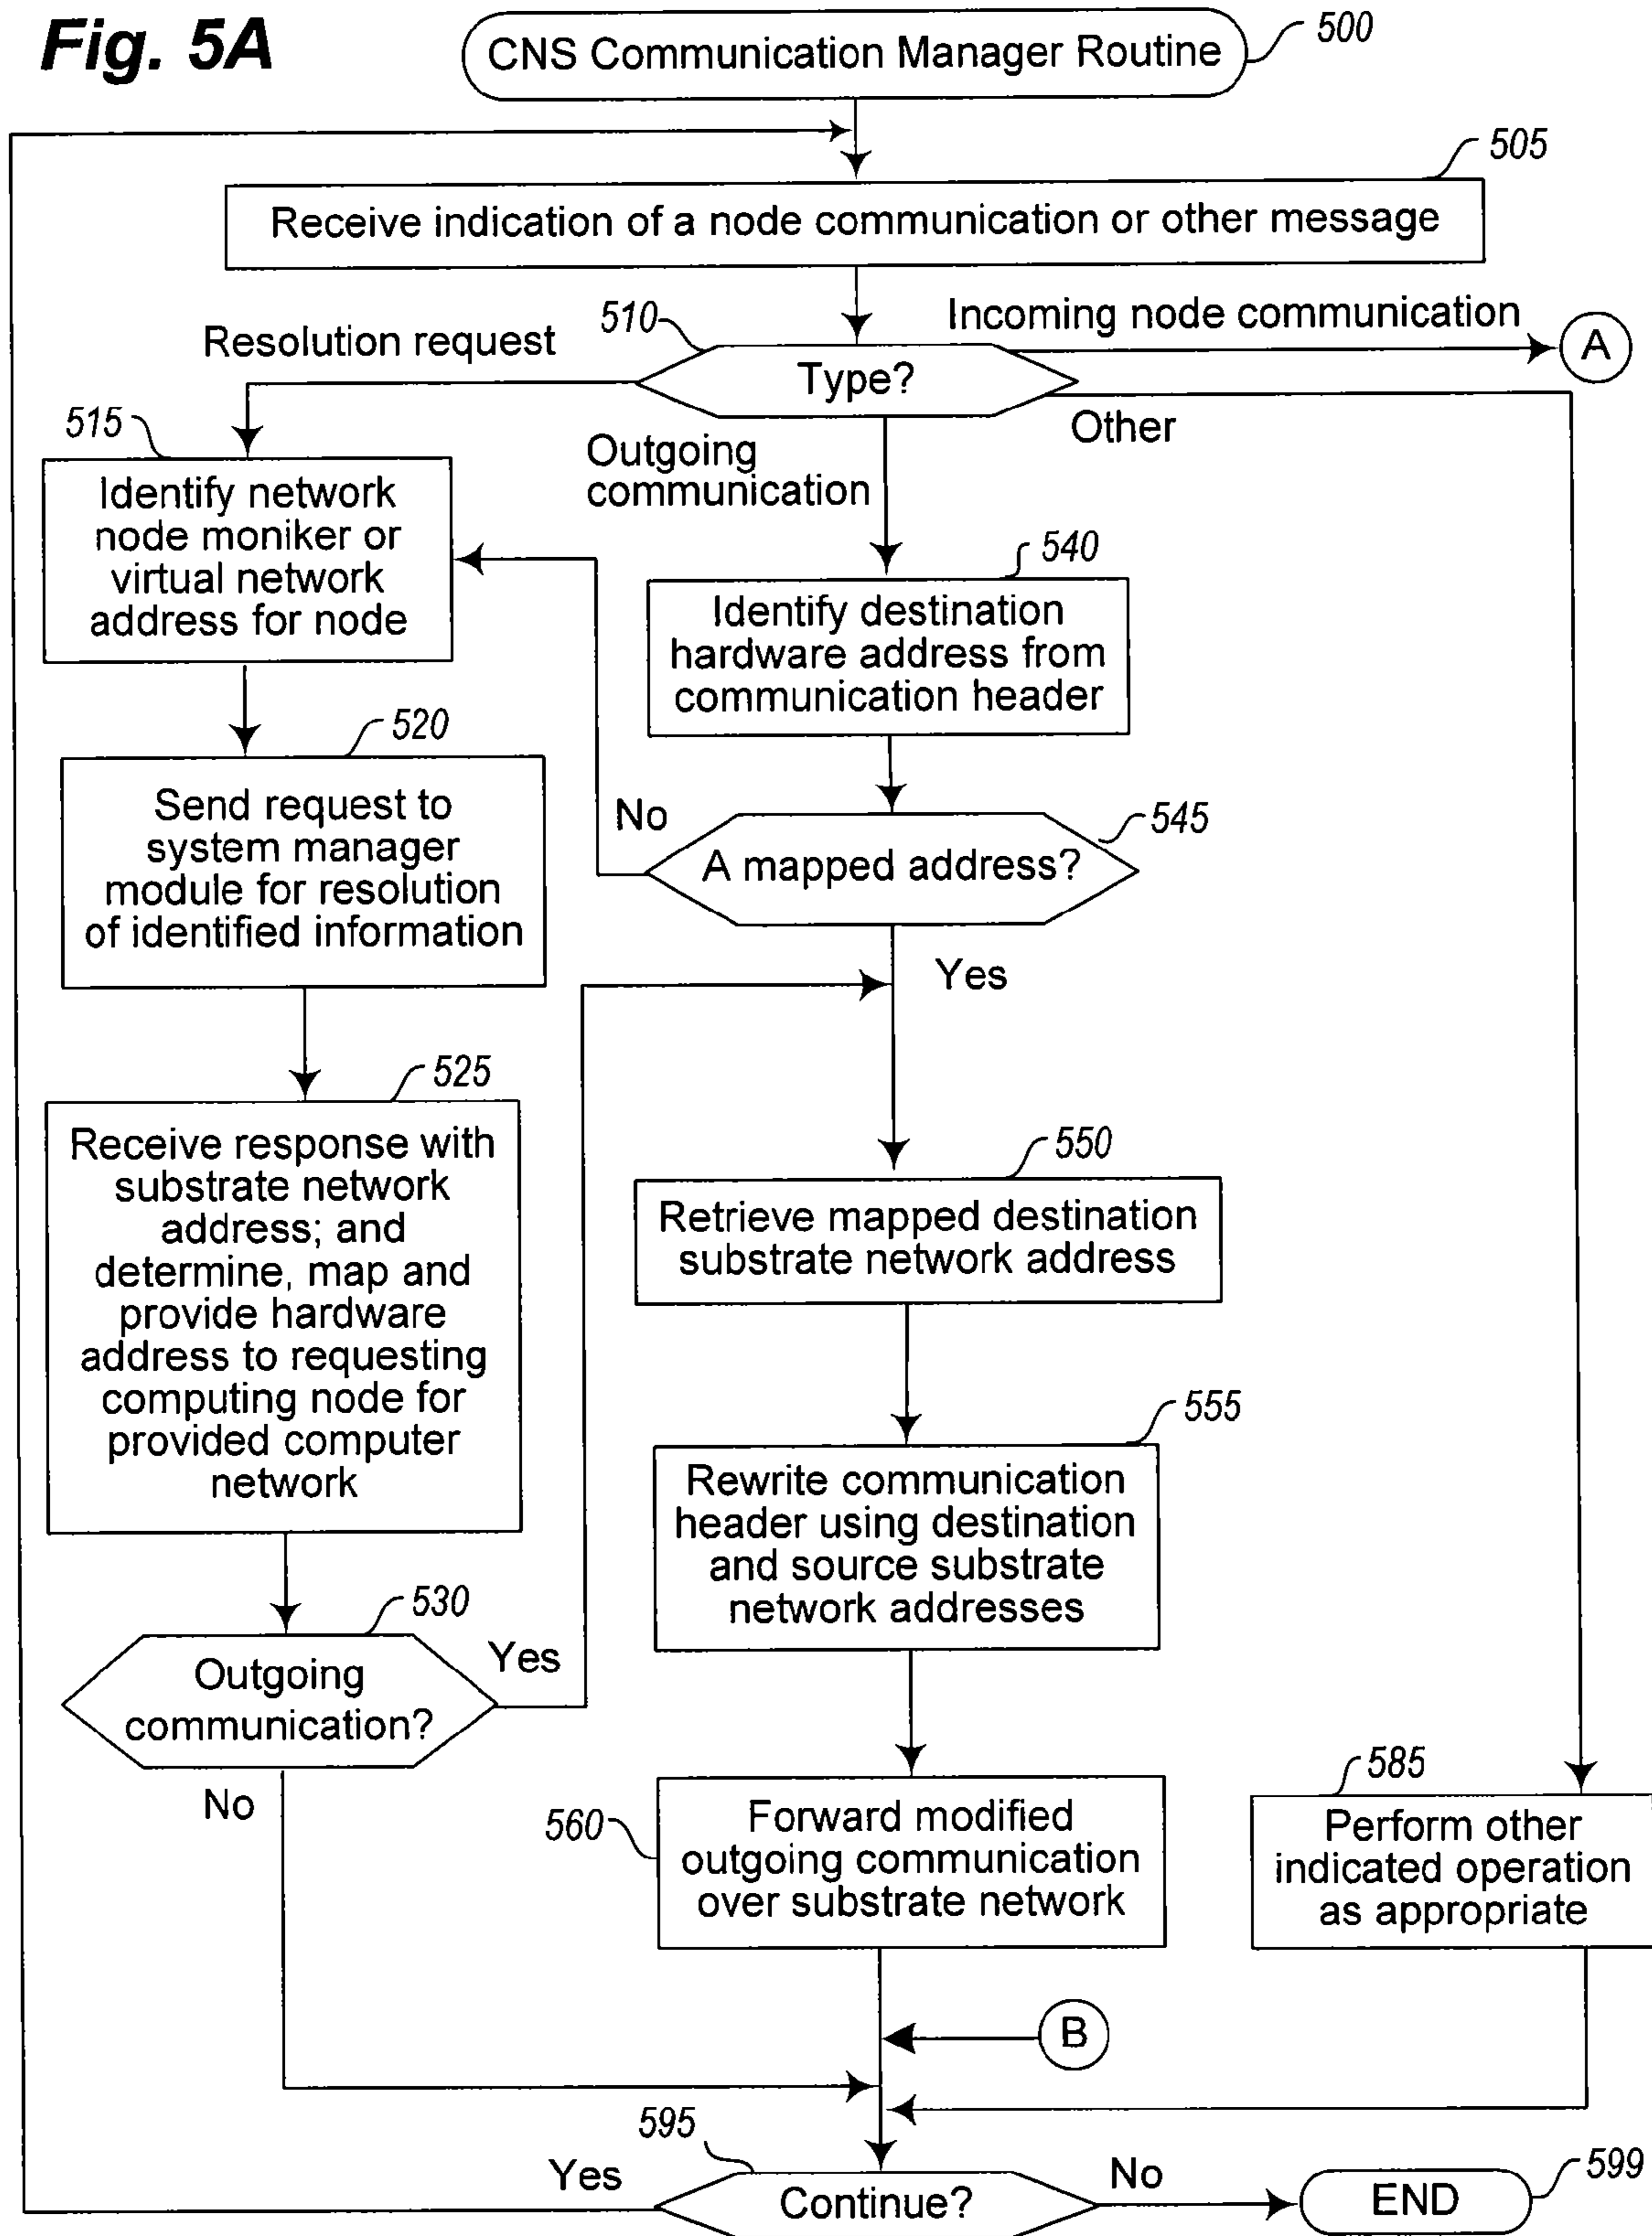 Fig. 5A
CNS Communication Manager Routine
500
505
Receive indication of a node communication or other message
510
Incoming node communication
A
Resolution request
Type?
Other
515
Outgoing
communication
Identify network
node moniker or
virtual network
address for node
540
Identify destination
hardware address from
communication header
520
Send request to
system manager
module for resolution
of identified information
No
545
A mapped address?
Yes
525
Receive response with
substrate network
address; and
determine, map and
provide hardware
address to requesting
computing node for
provided computer
network
550
Retrieve mapped destination
substrate network address
555
Rewrite communication
header using destination
and source substrate
network addresses
530
Outgoing
communication?
Yes
No
560
Forward modified
outgoing communication
over substrate network
585
Perform other
indicated operation
as appropriate
B
595
Yes
Continue?
No
END
599